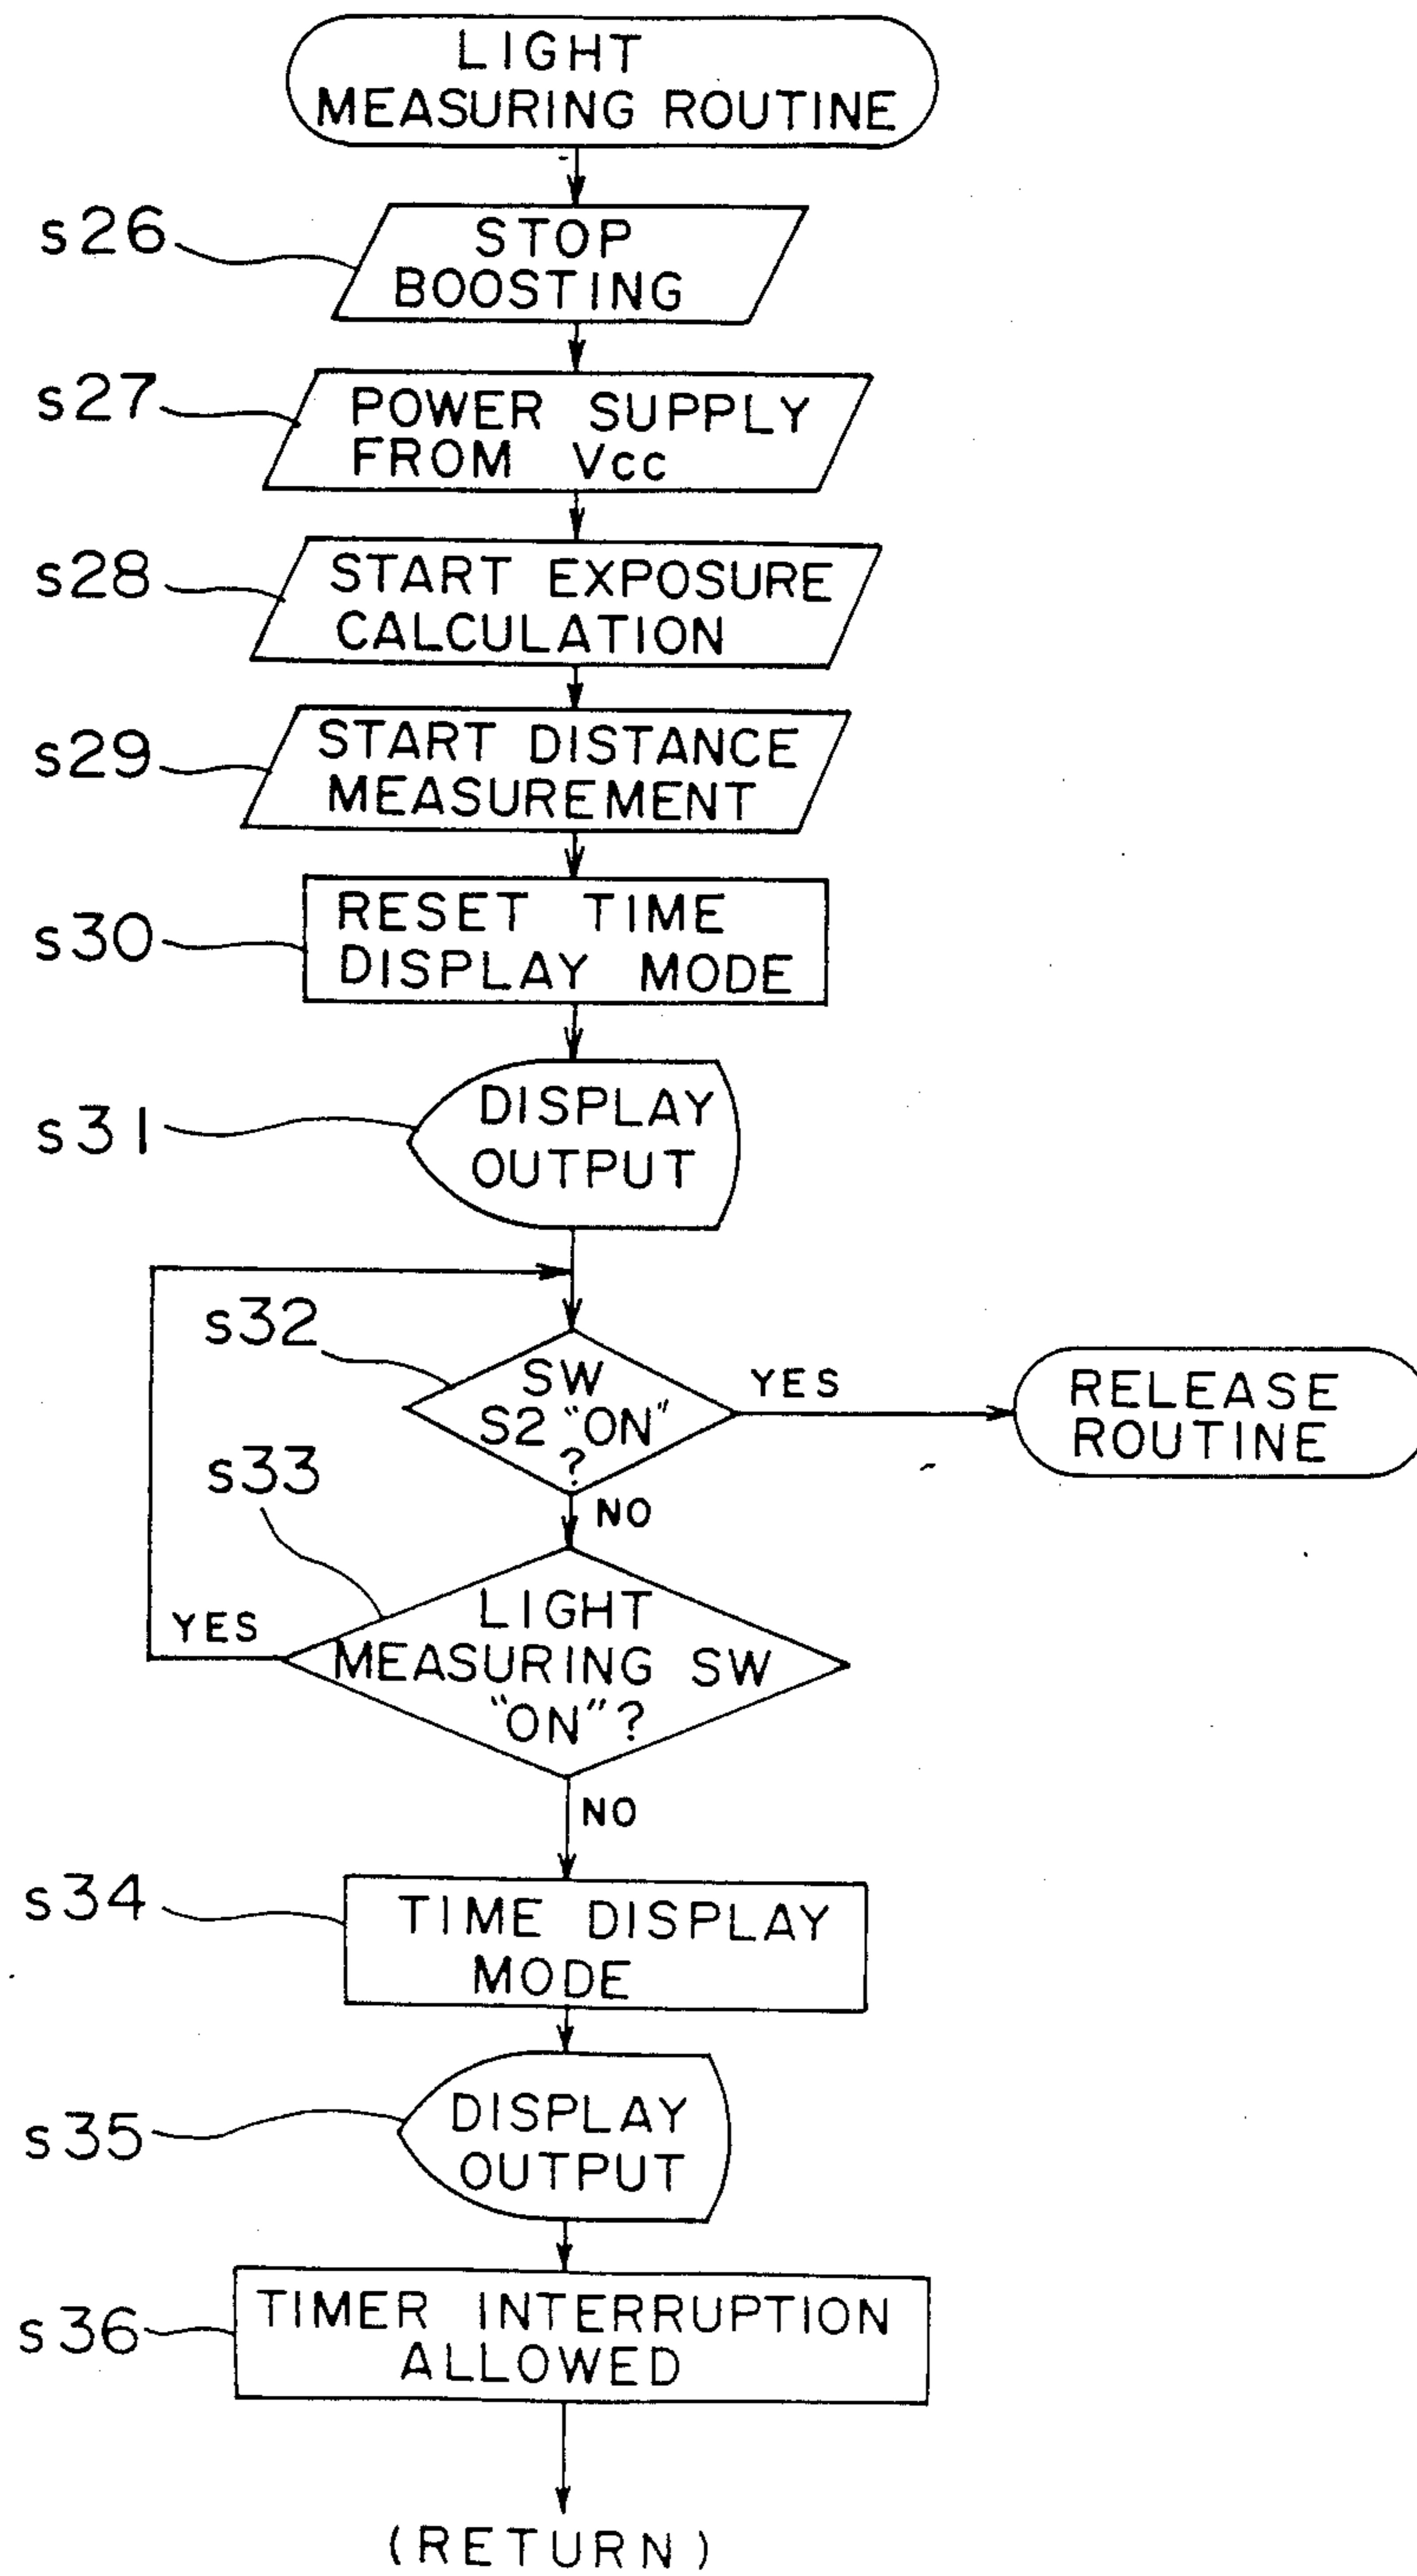 LIGHT
MEASURING ROUTINE
s26
STOP
BOOSTING
s27
POWER SUPPLY
FROM Vcc
s28
START EXPOSURE
CALCULATION
s29
START DISTANCE
MEASUREMENT
s30
RESET TIME
DISPLAY MODE
s31
DISPLAY
OUTPUT
s32
SW
S2 "ON"
?
YES
RELEASE
ROUTINE
NO
s33
LIGHT
MEASURING SW
"ON"?
YES
NO
s34
TIME DISPLAY
MODE
s35
DISPLAY
OUTPUT
s36
TIMER INTERRUPTION
ALLOWED
(RETURN)